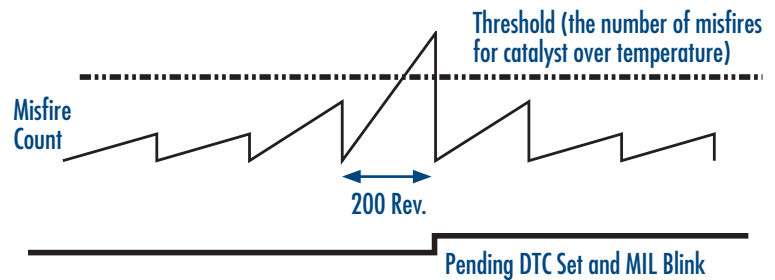 Threshold (the number of misfires
for catalyst over temperature)
Misfire
Count
200 Rev.
Pending DTC Set and MIL Blink